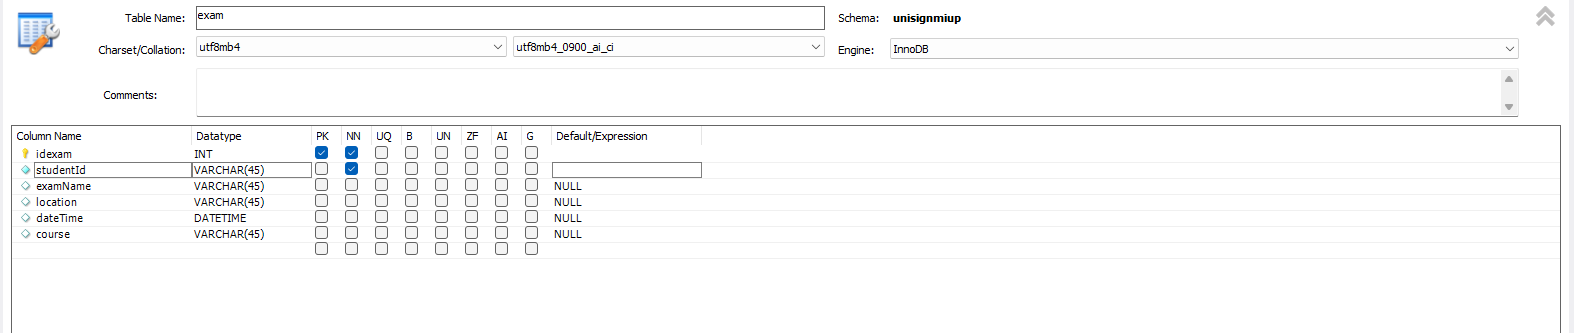 Table Name: exam Schema: unisignmiup
Charset/Collation: utf8mb4 utf8mb4_0900_ai_ci Engine: InnoDB
Comments:
Column Name Datatype PK NN UQ B UN ZF AI G Default/Expression
idexam INT
studentId VARCHAR(45)
examName VARCHAR(45) NULL
location VARCHAR(45) NULL
dateTime DATETIME NULL
course VARCHAR(45) NULL